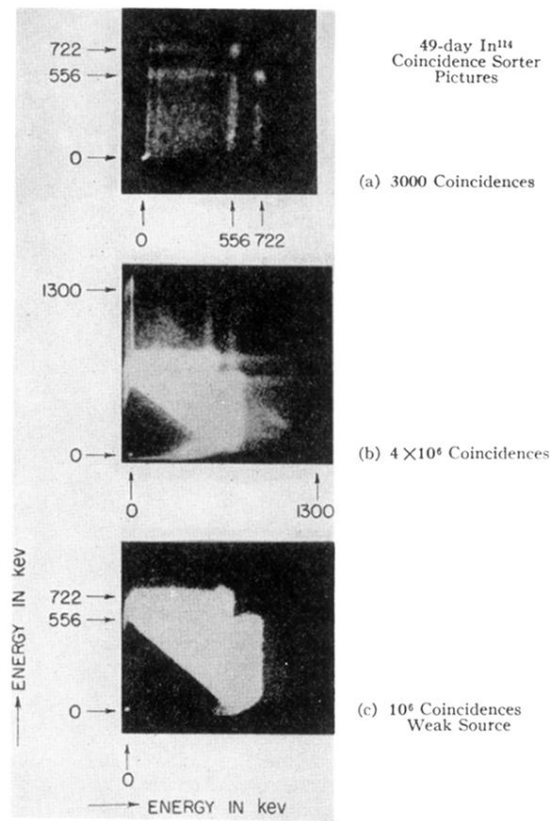 49-day In¹¹⁴
Coincidence Sorter
Pictures
722
556
0
(a) 3000 Coincidences
0 556 722
1300
0
(b) 4 ×10⁶ Coincidences
0 1300
722
556
0
(c) 10⁶ Coincidences
Weak Source
0
ENERGY IN kev
ENERGY IN kev